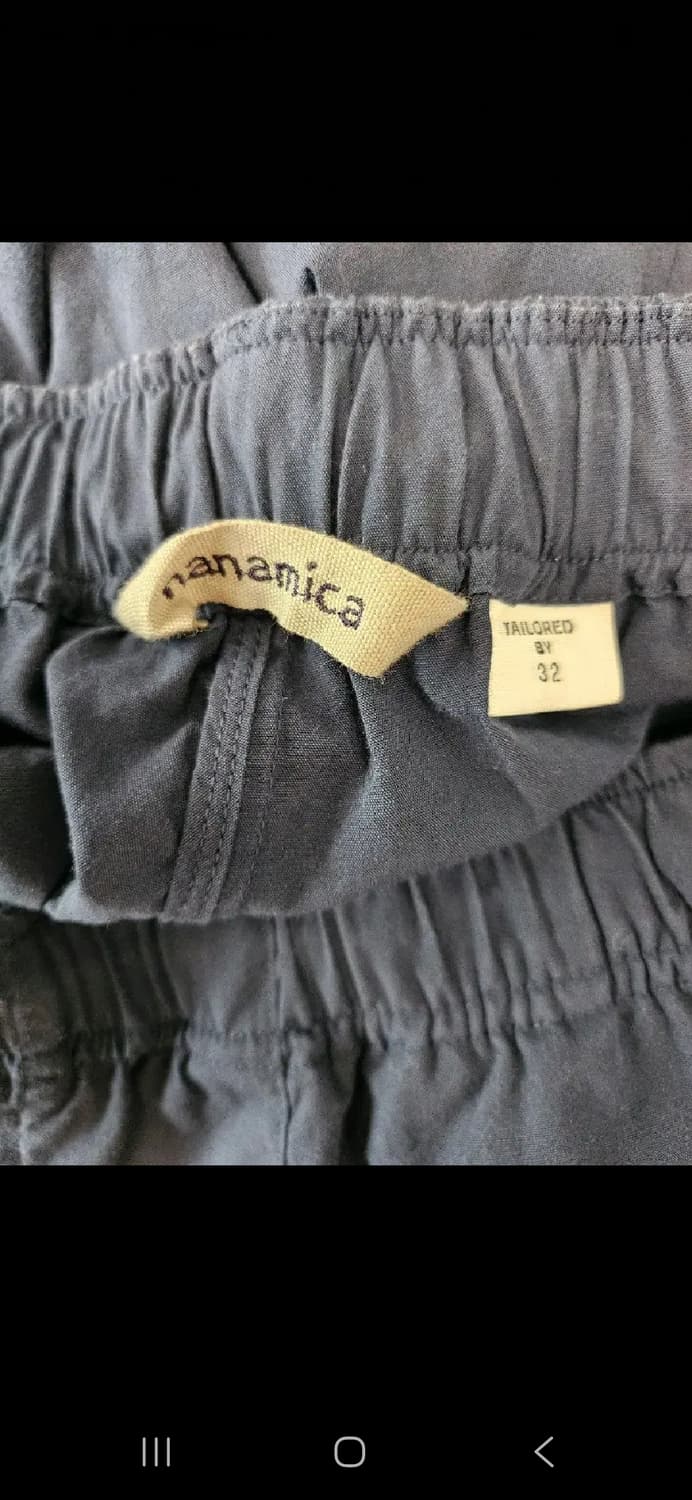 nanamica
TAILORED
BY
32